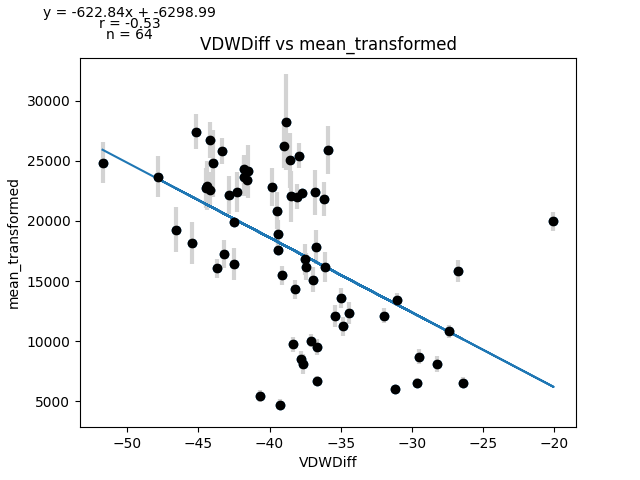 y = -622.84x + -6298.99
r = -0.53
n = 64
VDWDiff vs mean_transformed
30000
25000
20000
15000
10000
5000
mean_transformed
−50 −45 −40 −35 −30 −25 −20
VDWDiff